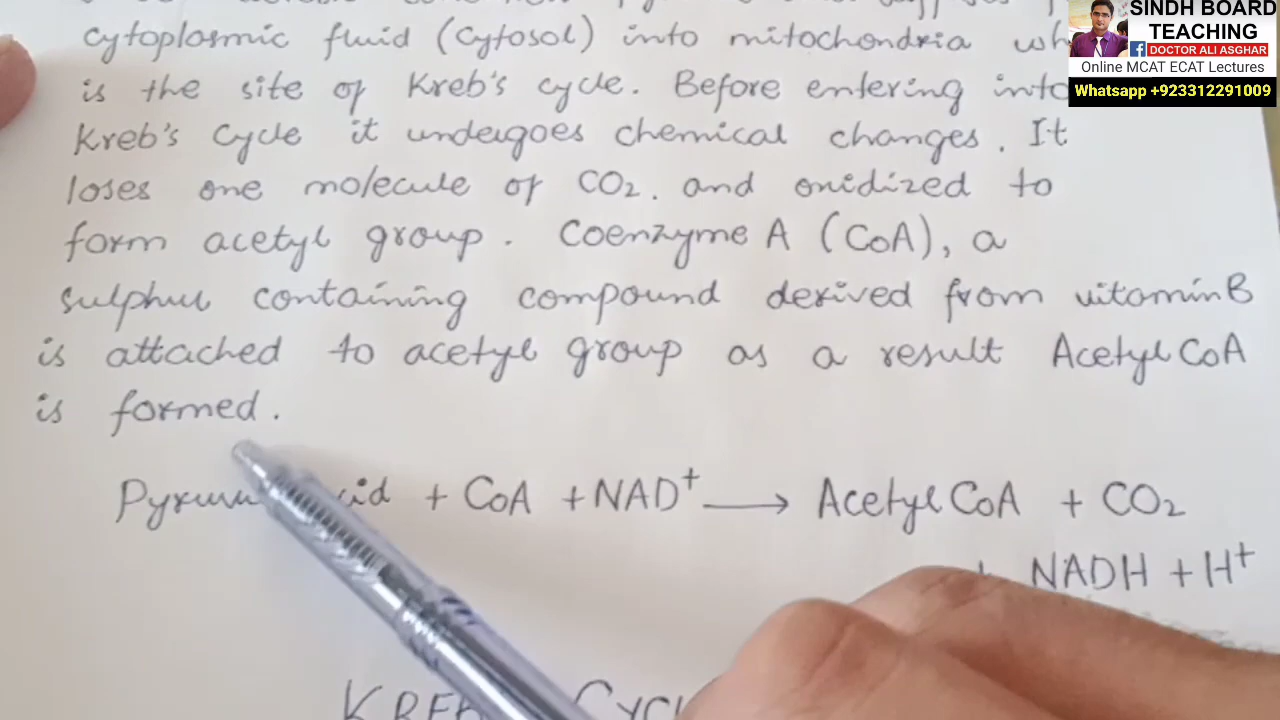 cytoplasmic fluid (Cytosol) into mitochondria
is the site of Kreb's cycle. Before entering into
Kreb's Cycle it undergoes chemical changes. It
loses one molecule of CO2. and onidized to
form acetyl group. Coenzyme A (CoA), a
sulphur containing compound derived from vitamin B
is attached to acetyl group as a result Acetyl CoA
is formed.
+ CoA + NAD+ → Acetyl CoA + CO2
+ NADH + H+
SINDH BOARD
TEACHING
f DOCTOR ALI ASGHAR
Online MCAT ECAT Lectures
Whatsapp +923312291009